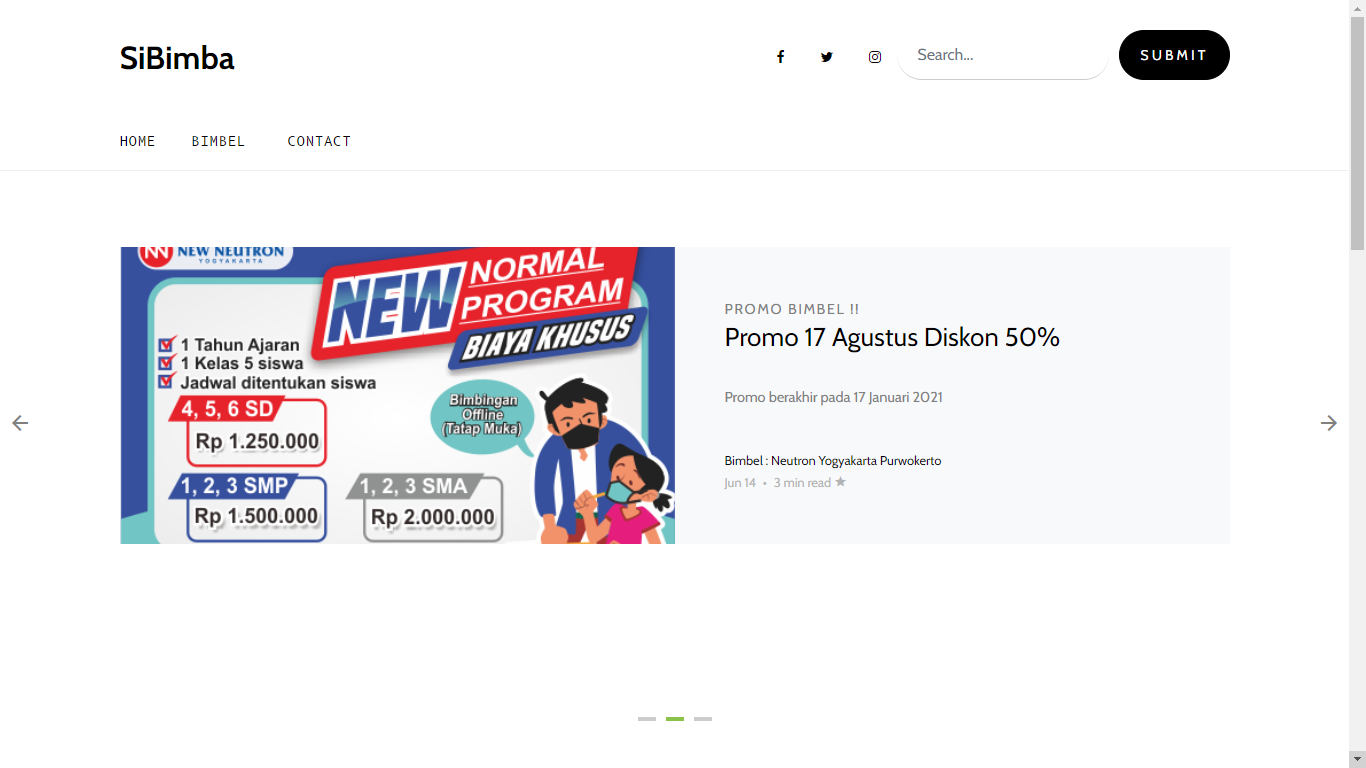 SiBimba
Search...
SUBMIT
HOME
BIMBEL
CONTACT
NEW NEUTRON
YOGYAKARTA
NEW NORMAL PROGRAM
BIAYA KHUSUS
1 Tahun Ajaran
1 Kelas 5 siswa
Jadwal ditentukan siswa
Bimbingan
Offline
(Tatap Muka)
4, 5, 6 SD
Rp 1.250.000
1, 2, 3 SMP
Rp 1.500.000
1, 2, 3 SMA
Rp 2.000.000
PROMO BIMBEL !!
Promo 17 Agustus Diskon 50%
Promo berakhir pada 17 Januari 2021
Bimbel : Neutron Yogyakarta Purwokerto
Jun 14 • 3 min read ★